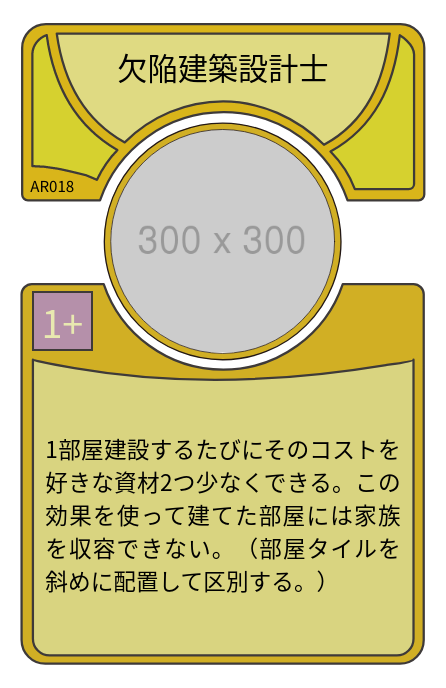 欠陥建築設計士
AR018
300 x 300
1+
1部屋建設するたびにそのコストを
好きな資材2つ少なくできる。この
効果を使って建てた部屋には家族
を収容できない。（部屋タイルを
斜めに配置して区別する。）